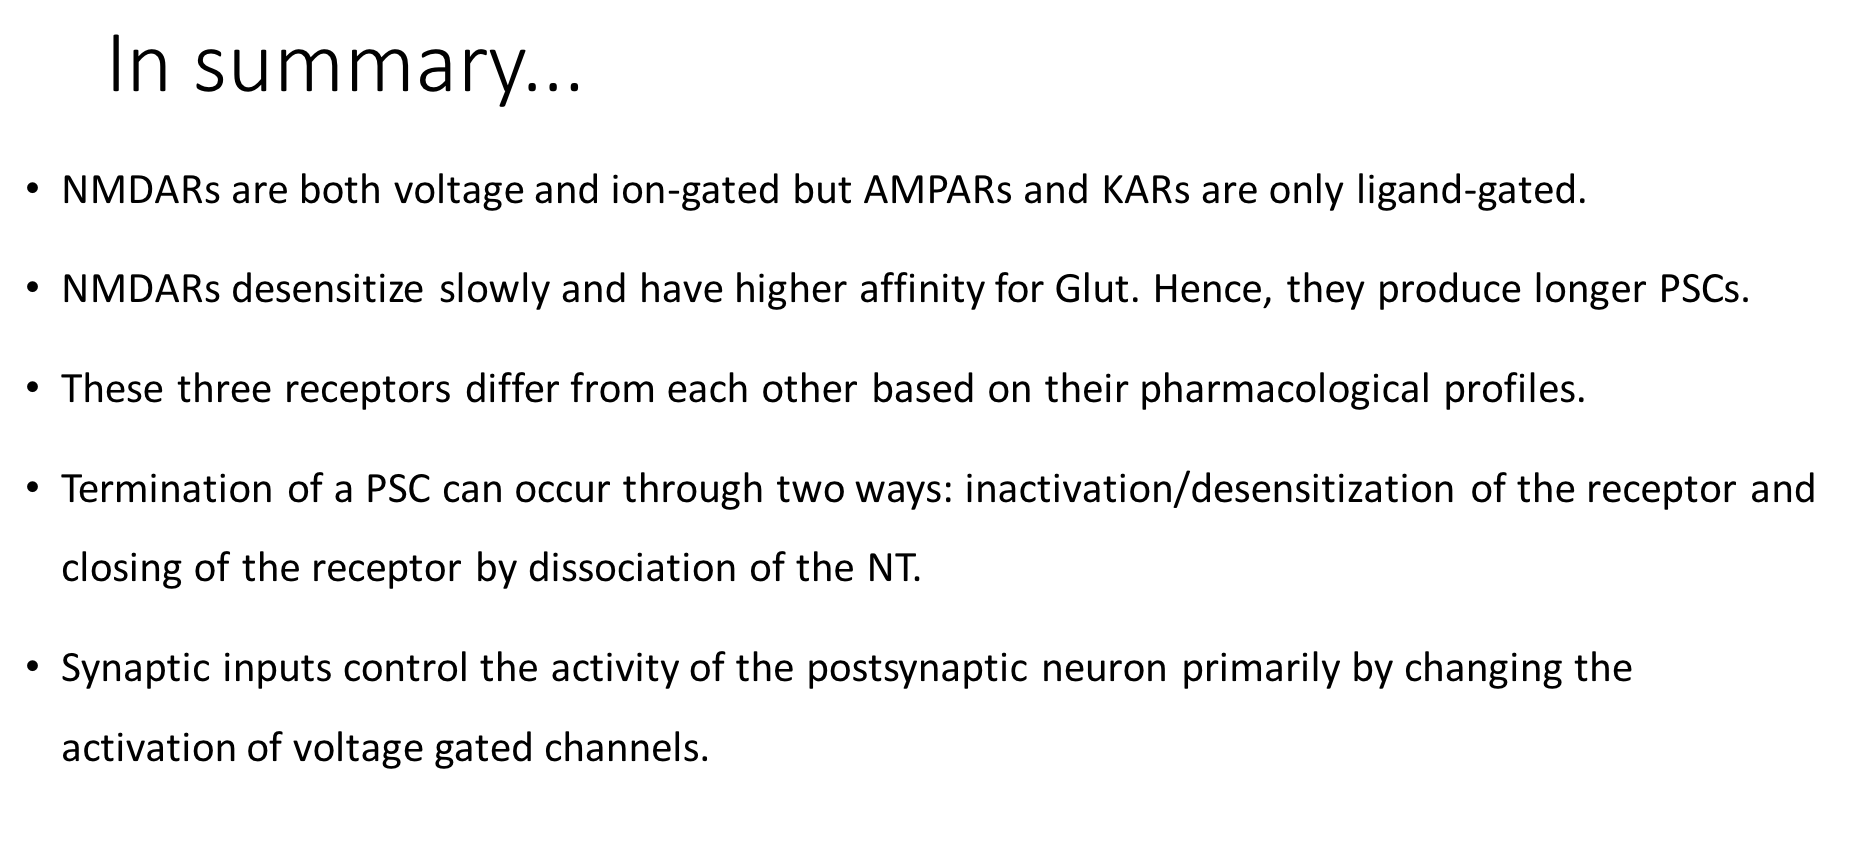 In summary...
• NMDARs are both voltage and ion-gated but AMPARs and KARs are only ligand-gated.
• NMDARs desensitize slowly and have higher affinity for Glut. Hence, they produce longer PSCs.
• These three receptors differ from each other based on their pharmacological profiles.
• Termination of a PSC can occur through two ways: inactivation/desensitization of the receptor and
closing of the receptor by dissociation of the NT.
• Synaptic inputs control the activity of the postsynaptic neuron primarily by changing the
activation of voltage gated channels.